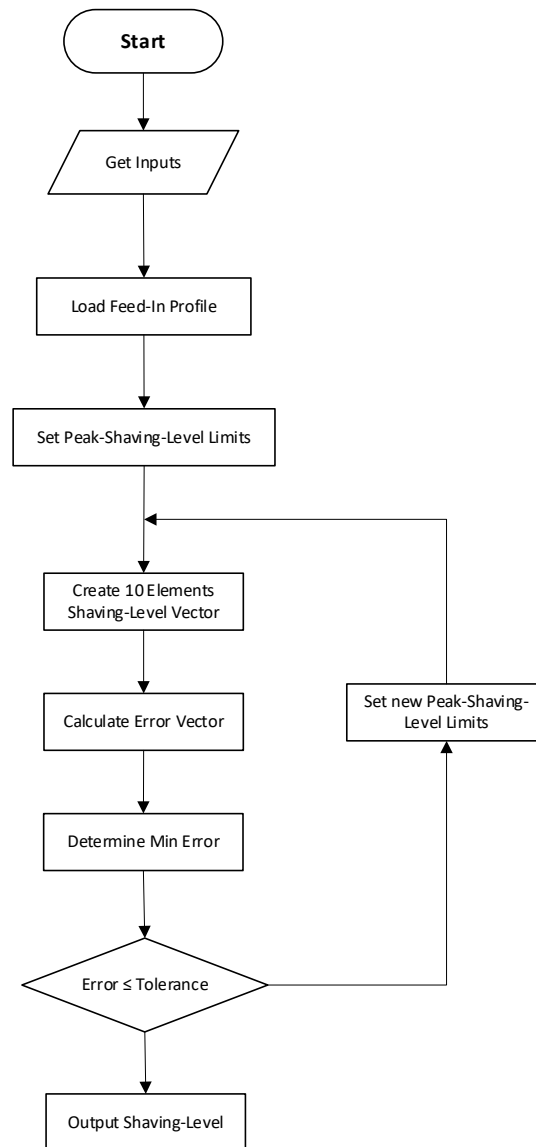 Start
Get Inputs
Load Feed-In Profile
Set Peak-Shaving-Level Limits
Create 10 Elements
Shaving-Level Vector
Calculate Error Vector
Set new Peak-Shaving-
Level Limits
Determine Min Error
Error ≤ Tolerance
Output Shaving-Level